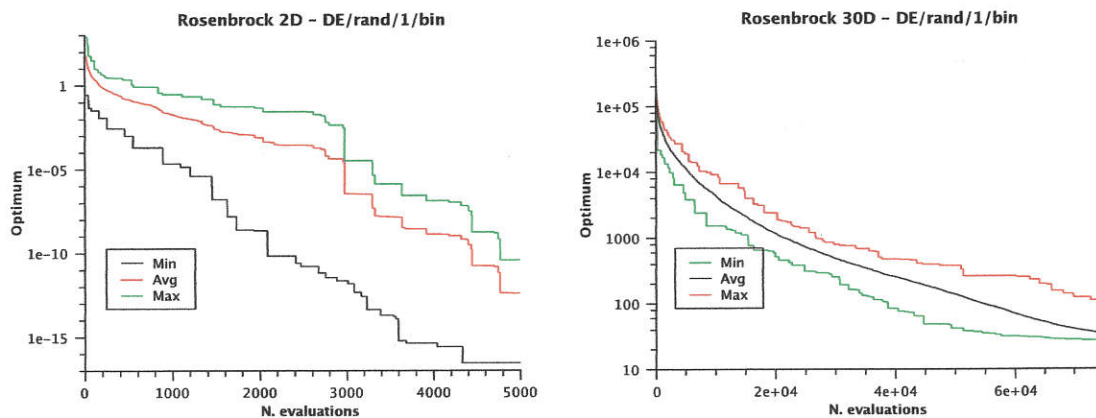 Rosenbrock 2D – DE/rand/1/bin
Optimum
1
1e–05
1e–10
1e–15
Min
Avg
Max
0
1000
2000
3000
4000
5000
N. evaluations
Rosenbrock 30D – DE/rand/1/bin
Optimum
1e+06
1e+05
1e+04
1000
100
10
Min
Avg
Max
0
2e+04
4e+04
6e+04
N. evaluations